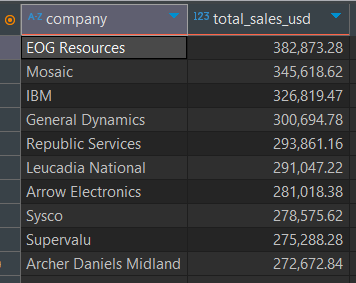 A-Z company 123 total_sales_usd
EOG Resources 382,873.28
Mosaic 345,618.62
IBM 326,819.47
General Dynamics 300,694.78
Republic Services 293,861.16
Leucadia National 291,047.22
Arrow Electronics 281,018.38
Sysco 278,575.62
Supervalu 275,288.28
Archer Daniels Midland 272,672.84